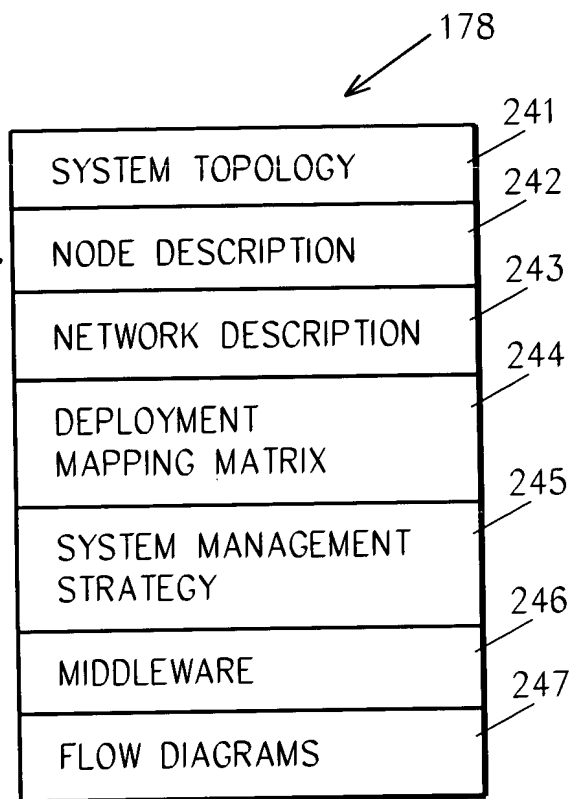 178
SYSTEM TOPOLOGY
241
NODE DESCRIPTION
242
NETWORK DESCRIPTION
243
DEPLOYMENT
MAPPING MATRIX
244
SYSTEM MANAGEMENT
STRATEGY
245
MIDDLEWARE
246
FLOW DIAGRAMS
247